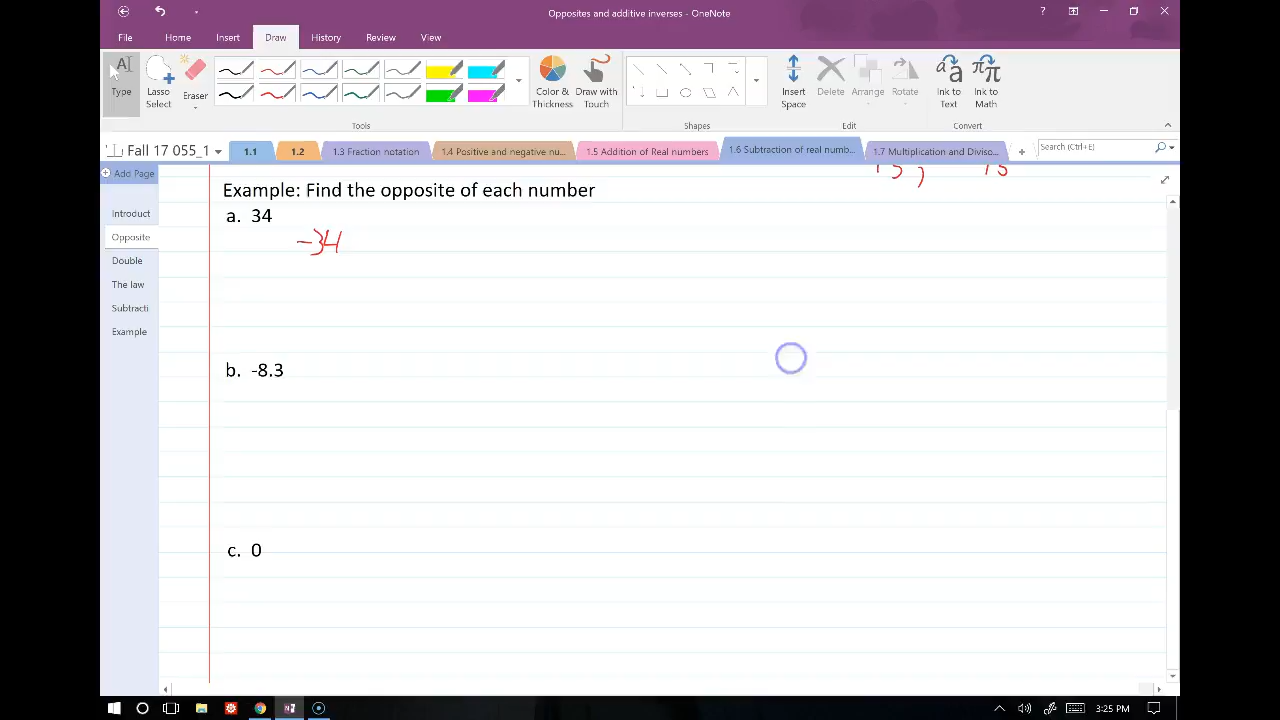 Opposites and additive inverses - OneNote
File Home Insert Draw History Review View
Type
Lasso Select
Eraser
Color & Thickness
Draw with Touch
Insert Space
Delete
Arrange
Rotate
Ink to Text
Ink to Math
Tools
Shapes
Edit
Convert
Fall 17 055_1 1.1 1.2 1.3 Fraction notation 1.4 Positive and negative nu... 1.5 Addition of Real numbers 1.6 Subtraction of real numb... 1.7 Multiplication and Diviso... Search (Ctrl+E)
Add Page
Introduct
Opposite
Double
The law
Subtracti
Example
Example: Find the opposite of each number
a. 34
-34
b. -8.3
c. 0
3:25 PM